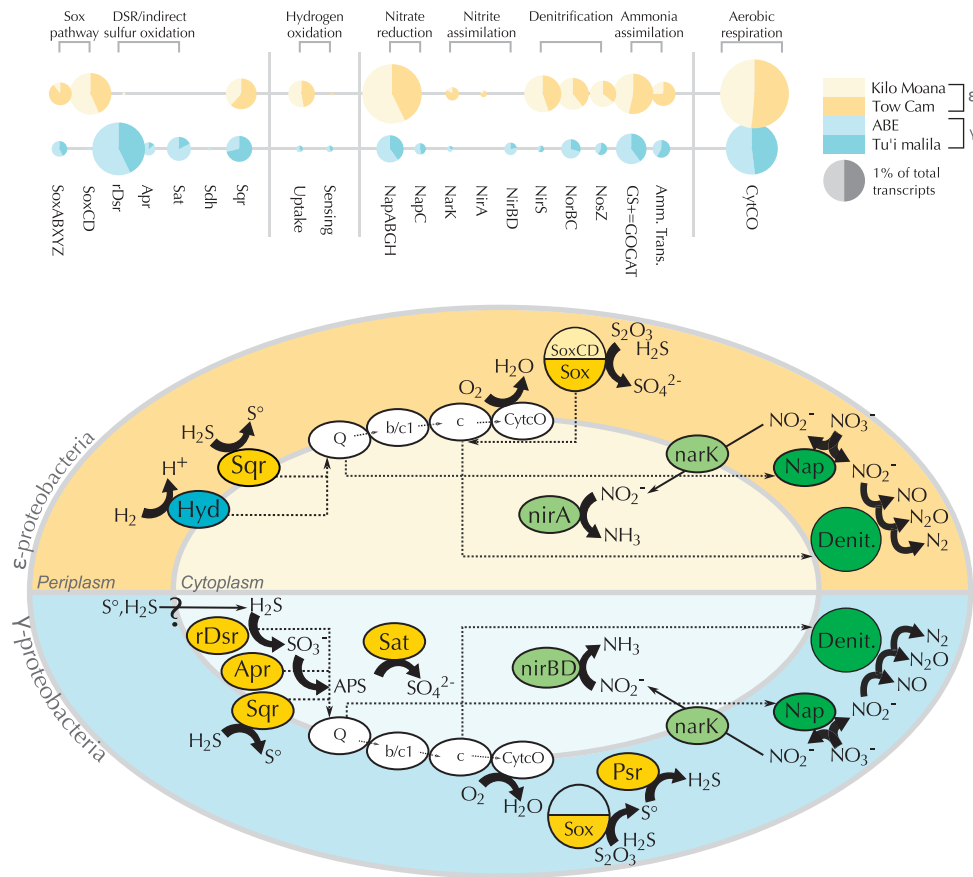 Sox pathway
DSR/indirect sulfur oxidation
Hydrogen oxidation
Nitrate reduction
Nitrite assimilation
Denitrification
Ammonia assimilation
Aerobic respiration
Kilo Moana
Tow Cam
ε
ABE
Tu'i malila
γ
1% of total
transcripts
SoxABXYZ
SoxCD
rDsr
Apr
Sat
Sdh
Sqr
Uptake
Sensing
NapABGH
NapC
NarK
NirA
NirBD
NirS
NorBC
NosZ
GS+=GOGAT
Amm. Trans.
CytCO
ε-proteobacteria
S₂O₃
H₂S
SoxCD
Sox
SO₄²⁻
H₂O
O₂
Q
b/c1
c
CytcO
S°
H₂S
Sqr
H⁺
H₂
Hyd
NO₂⁻
NO₃⁻
narK
Nap
NO₂⁻
NO₂⁻
nirA
NH₃
NO
N₂O
N₂
Denit.
Periplasm
Cytoplasm
γ-proteobacteria
S°,H₂S
?
H₂S
rDsr
SO₃⁻
Sat
Apr
APS
SO₄²⁻
Sqr
H₂S
S°
Q
b/c1
c
CytcO
O₂
H₂O
NH₃
nirBD
NO₂⁻
Denit.
N₂
N₂O
NO
narK
Nap
NO₂⁻
NO₂⁻
NO₃⁻
Psr
H₂S
S°
Sox
H₂S
S₂O₃